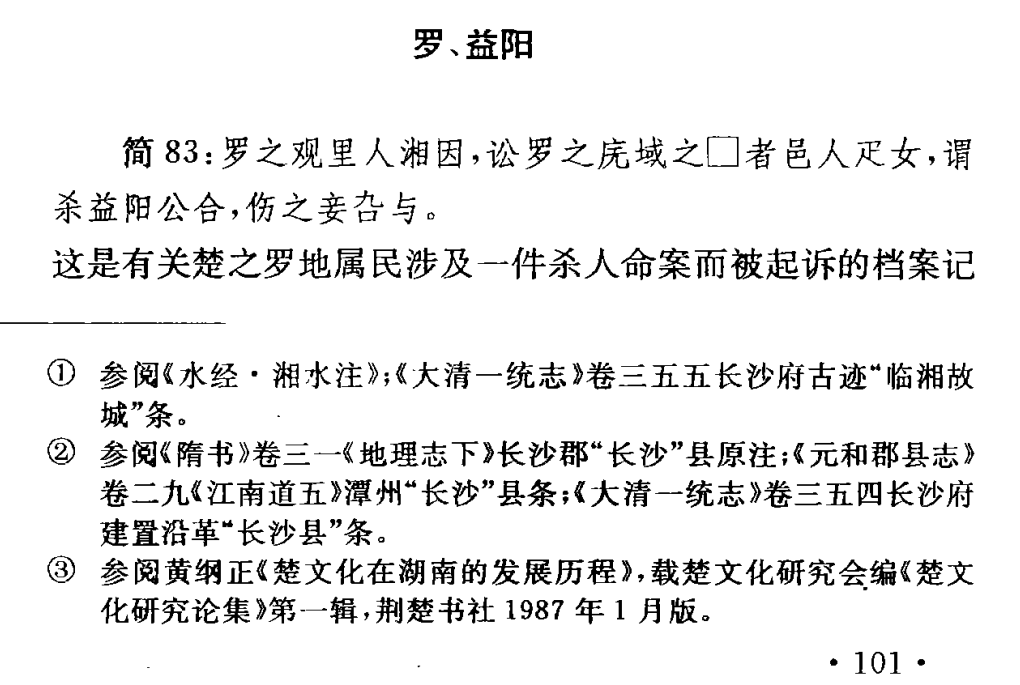 罗、益阳
简83:罗之观里人湘因,讼罗之庑域之□者邑人疋女,谓
杀益阳公合,伤之妾旮与。
这是有关楚之罗地属民涉及一件杀人命案而被起诉的档案记
① 参阅《水经·湘水注》;《大清一统志》卷三五五长沙府古迹“临湘故
城”条。
② 参阅《隋书》卷三一《地理志下》长沙郡“长沙”县原注;《元和郡县志》
卷二九《江南道五》潭州“长沙”县条;《大清一统志》卷三五四长沙府
建置沿革“长沙县”条。
③ 参阅黄纲正《楚文化在湖南的发展历程》,载楚文化研究会编《楚文
化研究论集》第一辑,荆楚书社1987年1月版。
·101·